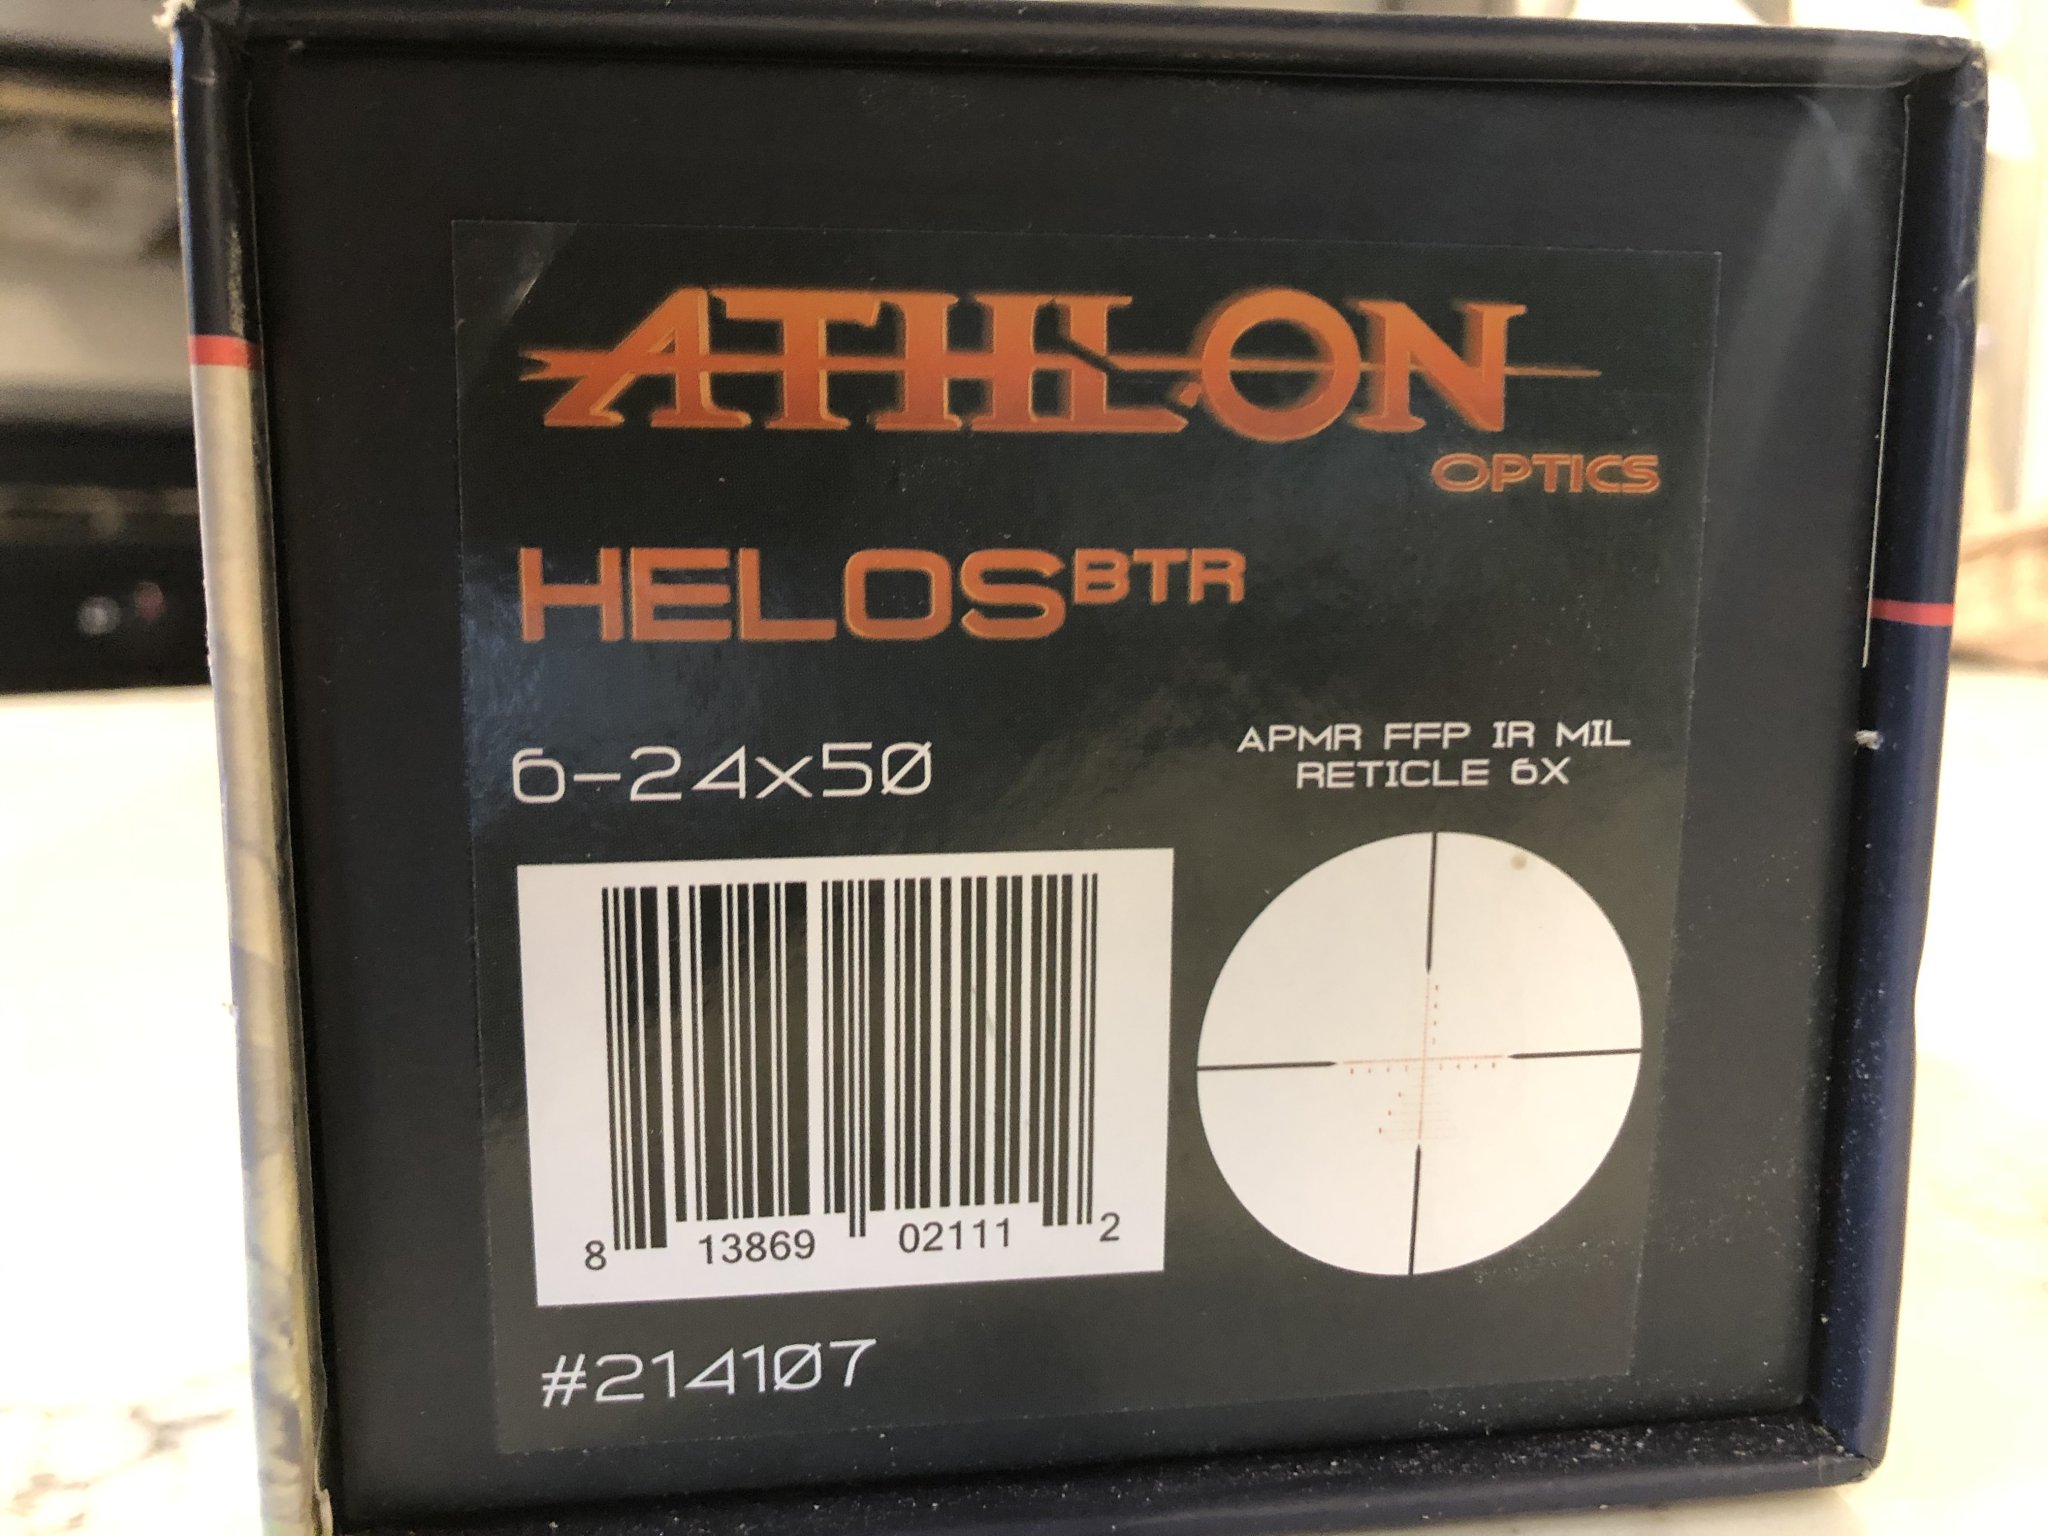 ATHLON
OPTICS
HELOS BTR
6-24x50
APMR FFP IR MIL
RETICLE 6X
8 13869 02111 2
#214107